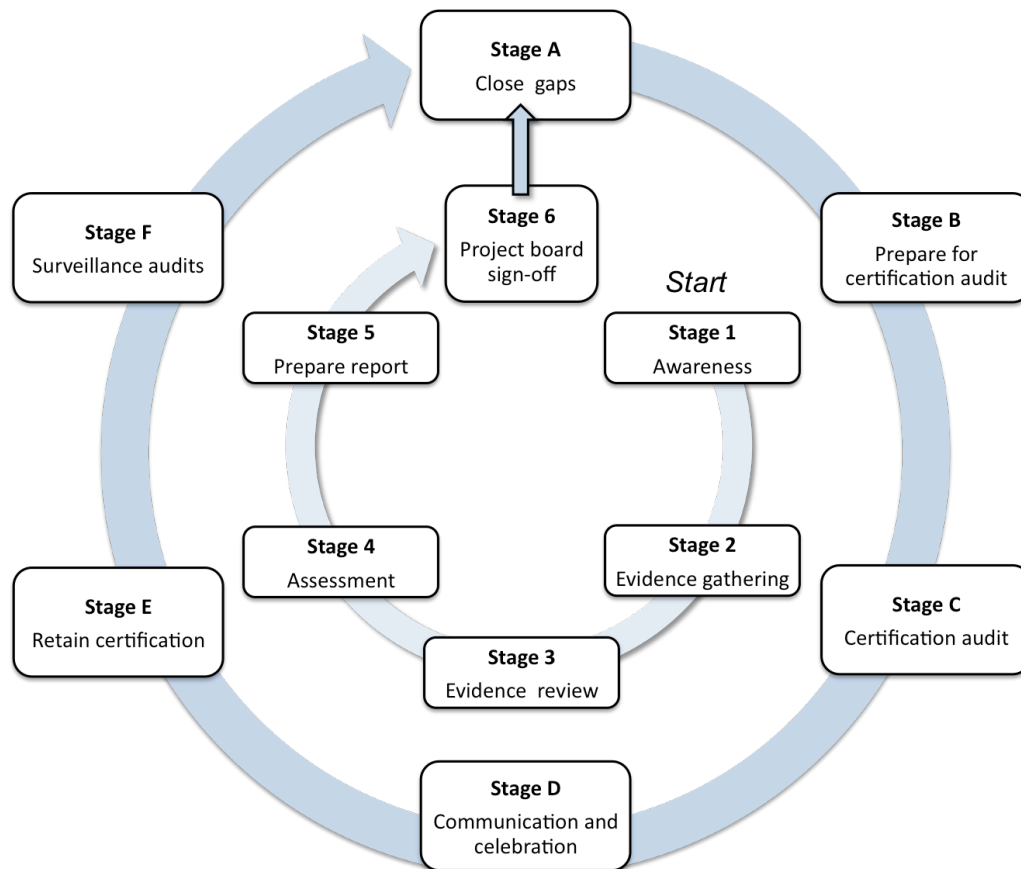 Stage A
Close gaps
Stage 6
Project board
sign-off
Start
Stage 1
Awareness
Stage 2
Evidence gathering
Stage 3
Evidence review
Stage 4
Assessment
Stage 5
Prepare report
Stage B
Prepare for
certification audit
Stage C
Certification audit
Stage D
Communication and
celebration
Stage E
Retain certification
Stage F
Surveillance audits